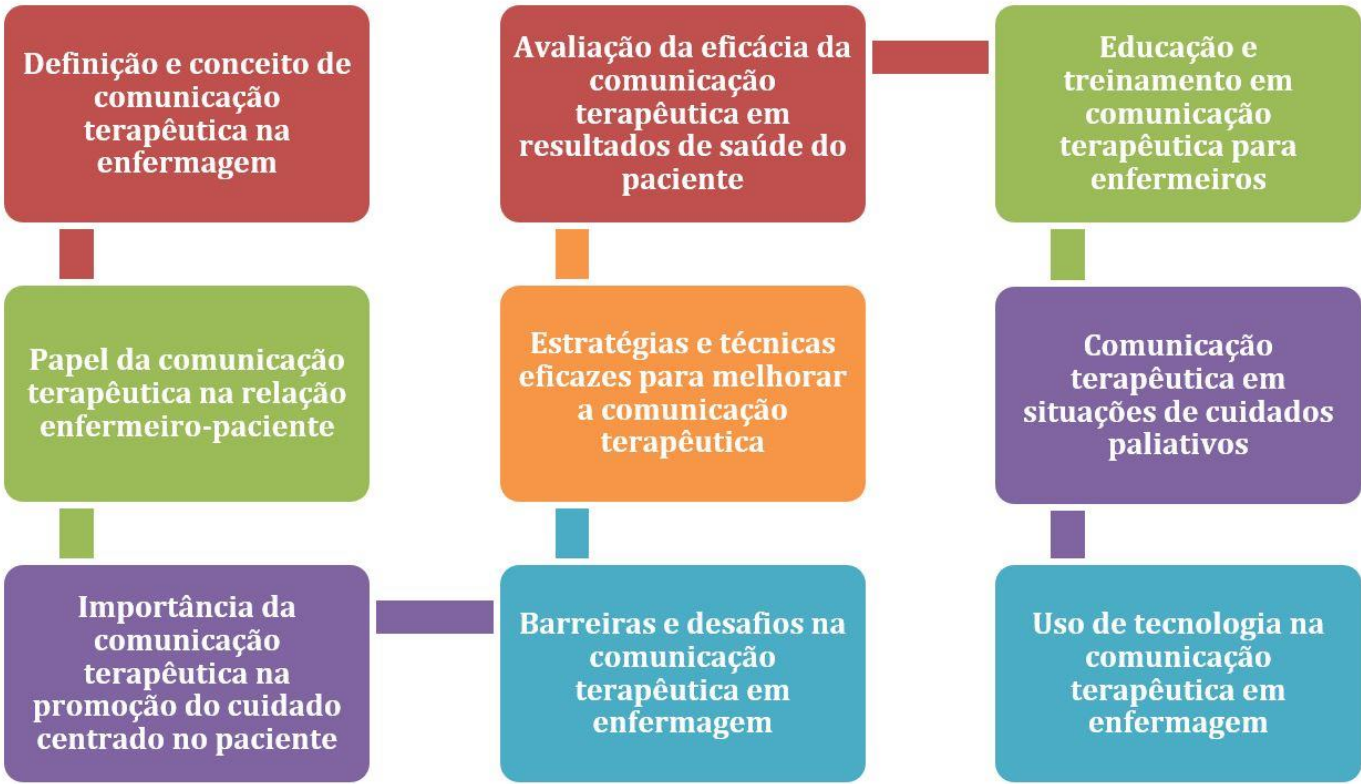 Definição e conceito de
comunicação
terapêutica na
enfermagem
Papel da comunicação
terapêutica na relação
enfermeiro-paciente
Importância da
comunicação
terapêutica na
promoção do cuidado
centrado no paciente
Barreiras e desafios na
comunicação
terapêutica em
enfermagem
Estratégias e técnicas
eficazes para melhorar
a comunicação
terapêutica
Avaliação da eficácia da
comunicação
terapêutica em
resultados de saúde do
paciente
Educação e
treinamento em
comunicação
terapêutica para
enfermeiros
Comunicação
terapêutica em
situações de cuidados
paliativos
Uso de tecnologia na
comunicação
terapêutica em
enfermagem